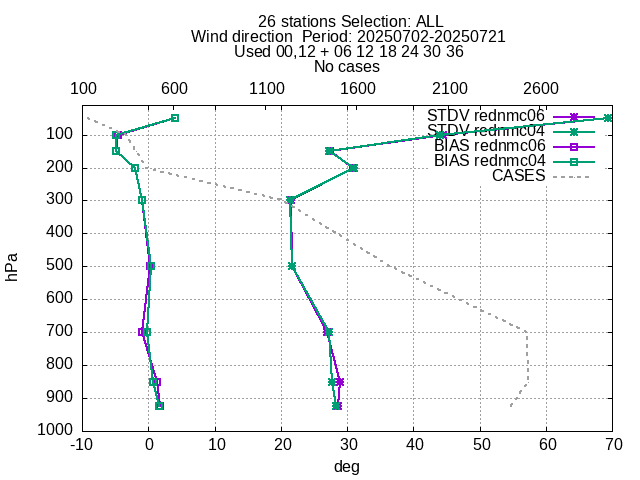 26 stations Selection: ALL
Wind direction  Period: 20250702-20250721
Used 00,12 + 06 12 18 24 30 36
No cases
100 600 1100 1600 2100 2600
STDV rednmc06
STDV rednmc04
BIAS rednmc06
BIAS rednmc04
CASES
100
200
300
400
500
600
700
800
900
1000
hPa
-10 0 10 20 30 40 50 60 70
deg